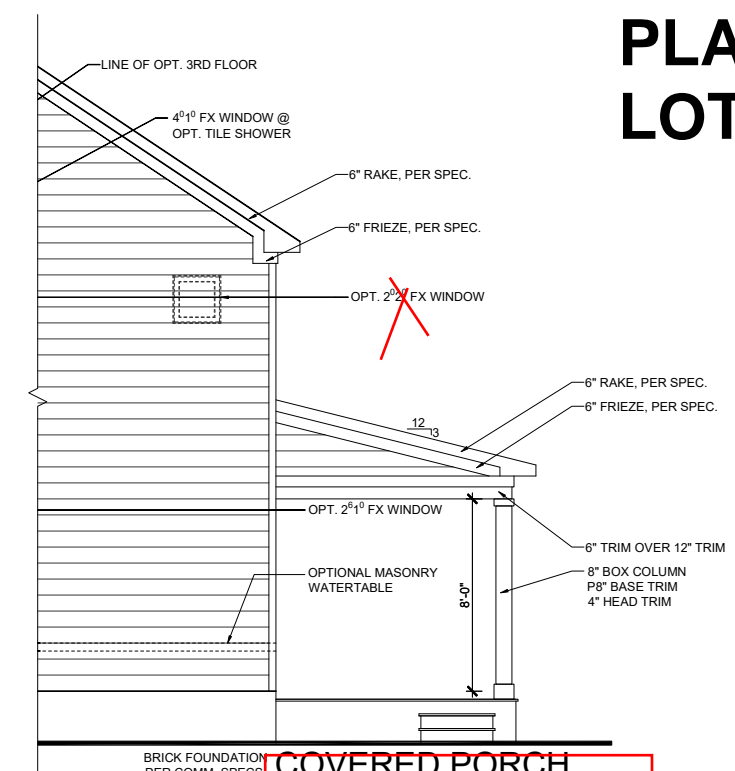 PLA
LOT
LINE OF OPT. 3RD FLOOR
4⁰1⁰ FX WINDOW @
OPT. TILE SHOWER
6" RAKE, PER SPEC.
6" FRIEZE, PER SPEC.
OPT. 2⁰2⁰ FX WINDOW
6" RAKE, PER SPEC.
6" FRIEZE, PER SPEC.
12
3
OPT. 2⁶1⁰ FX WINDOW
6" TRIM OVER 12" TRIM
OPTIONAL MASONRY
WATERTABLE
8" BOX COLUMN
P8" BASE TRIM
4" HEAD TRIM
8'-0"
BRICK FOUNDATION
PER COMM. SPECS
COVERED PORCH